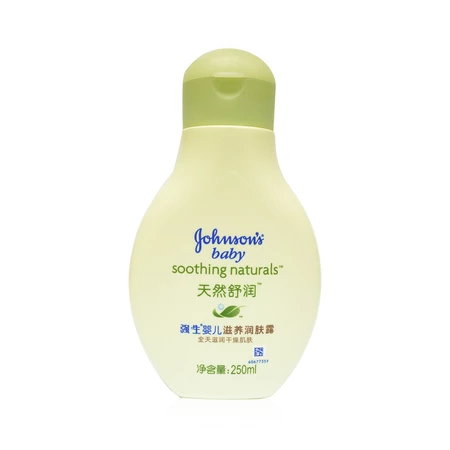 Johnson's
baby
soothing naturals™
天然舒润™
强生®婴儿滋养润肤露
全天滋润干燥肌肤
净含量: 250ml